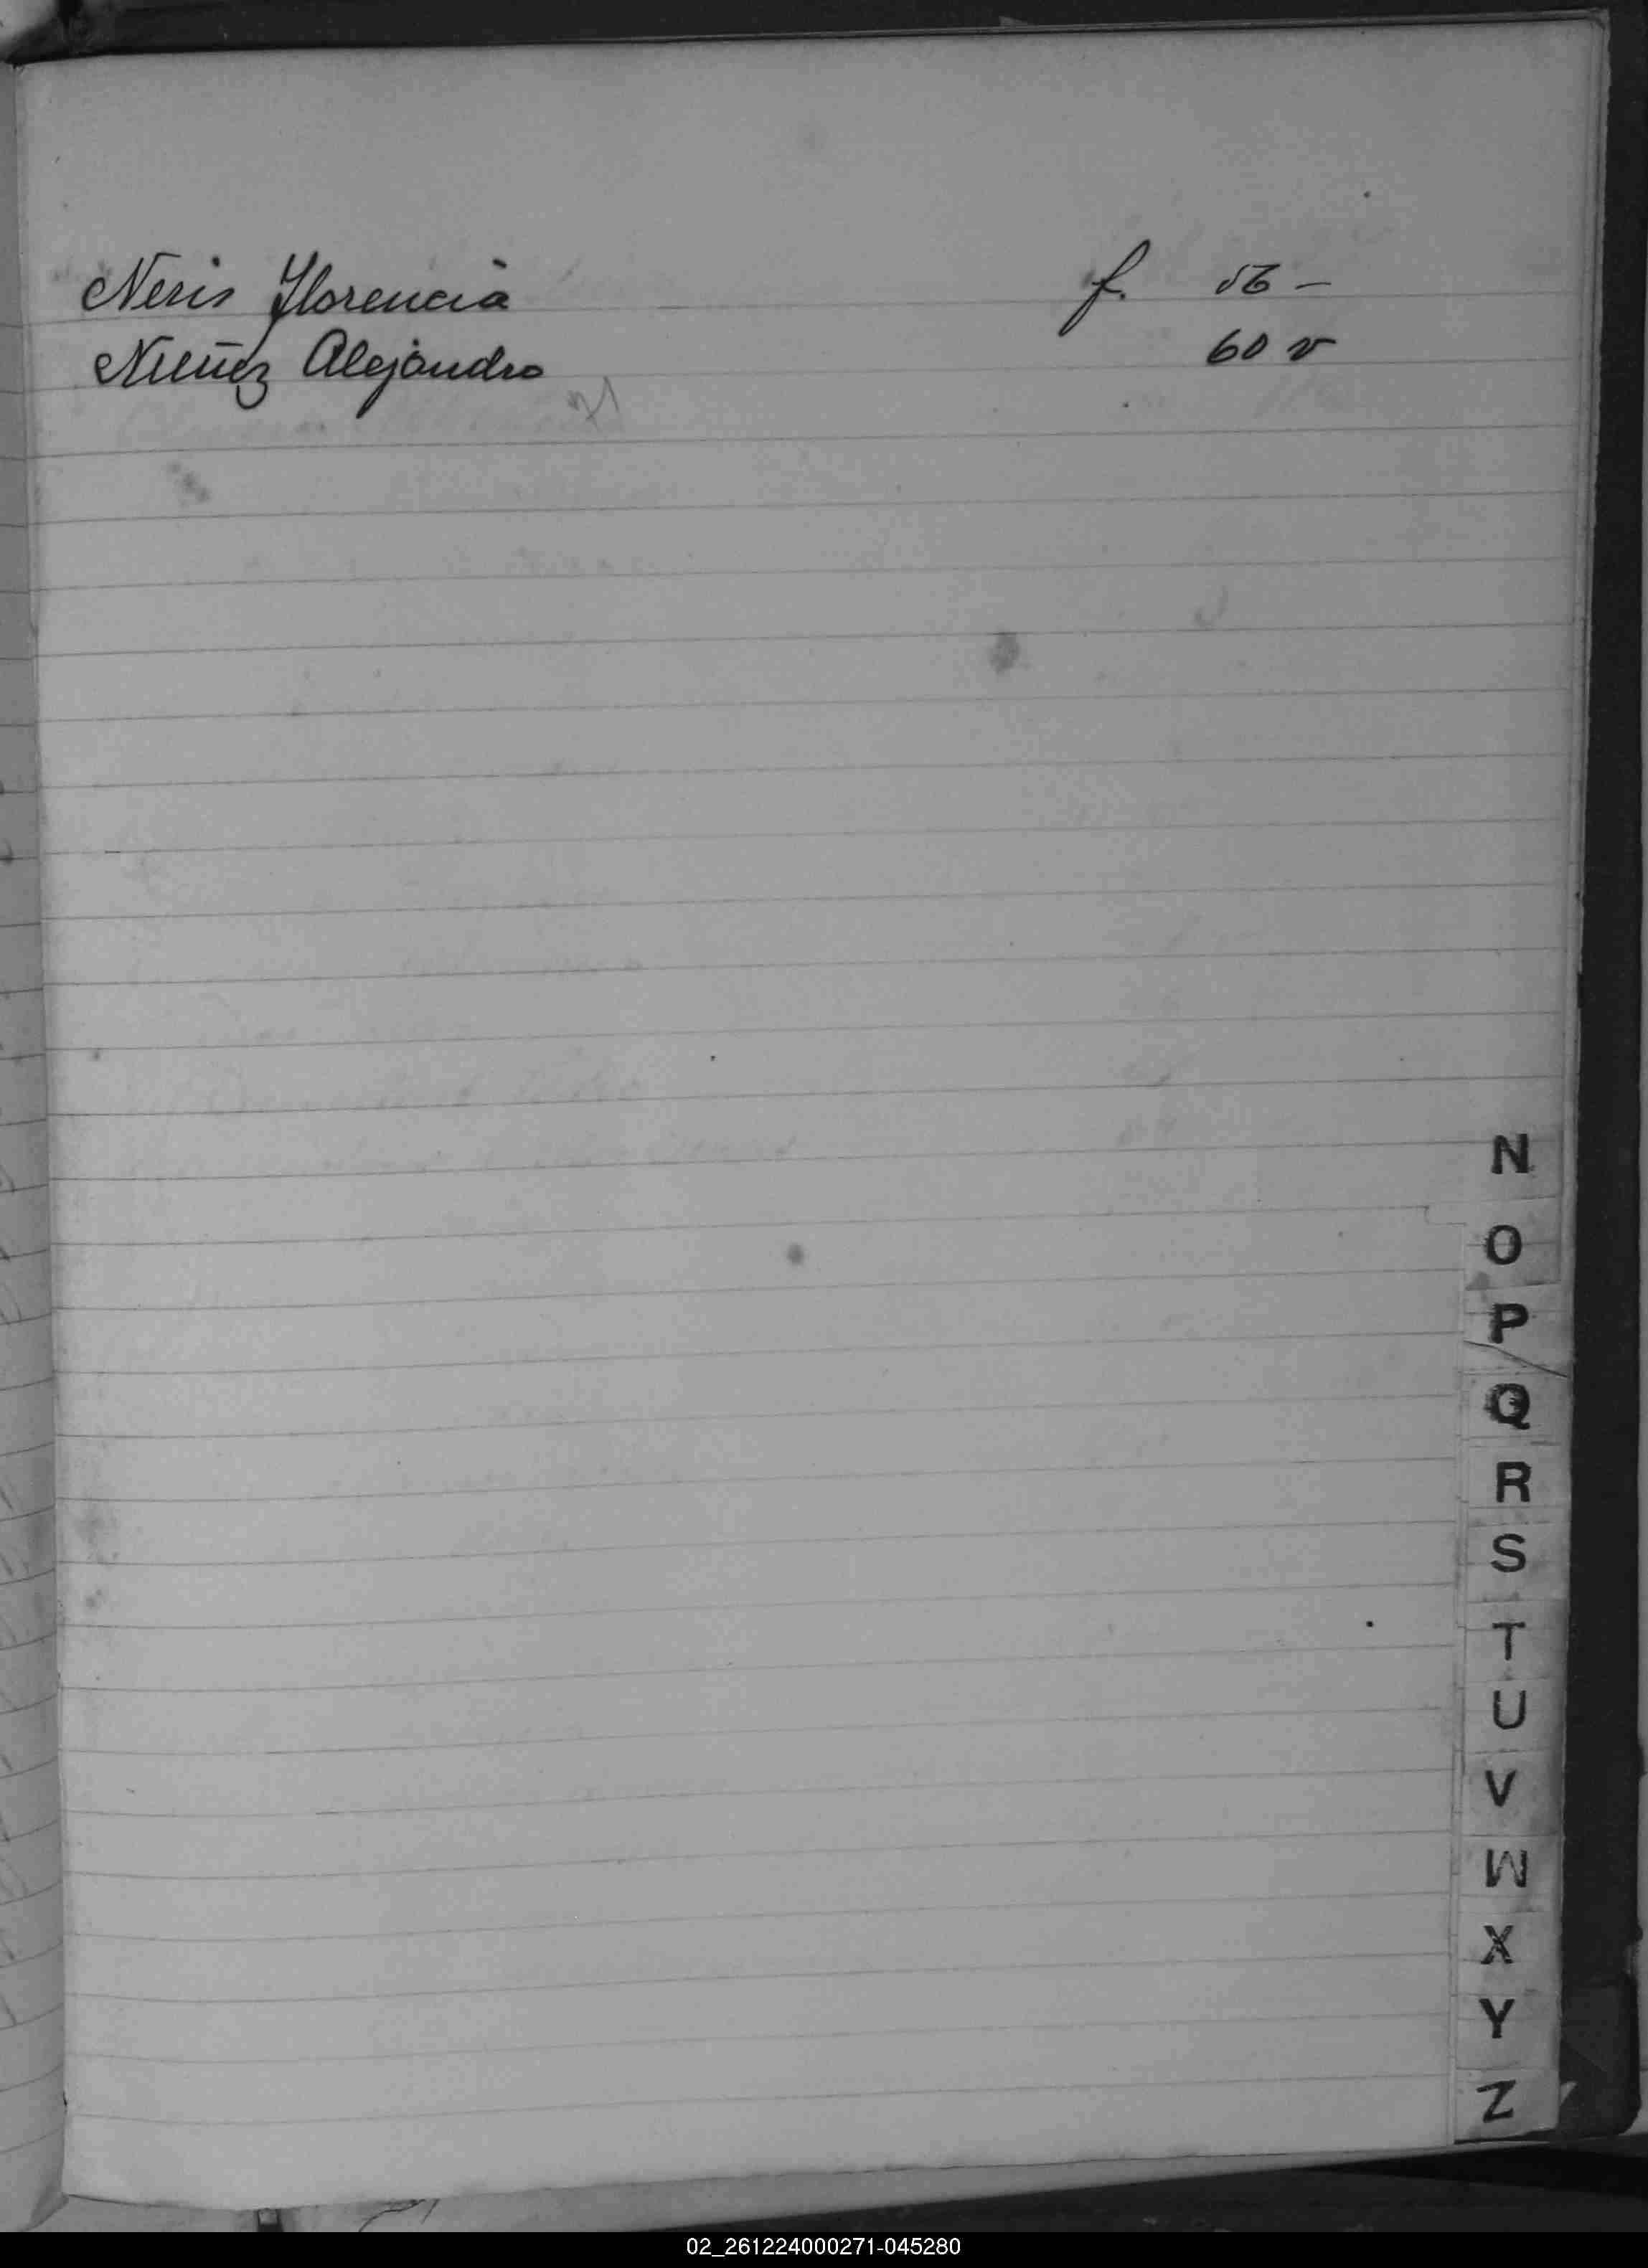 Neris Florencia f. 56 —
Nuñez Alejandro 60 v
N
O
P
Q
R
S
T
U
V
W
X
Y
Z
02_261224000271-045280